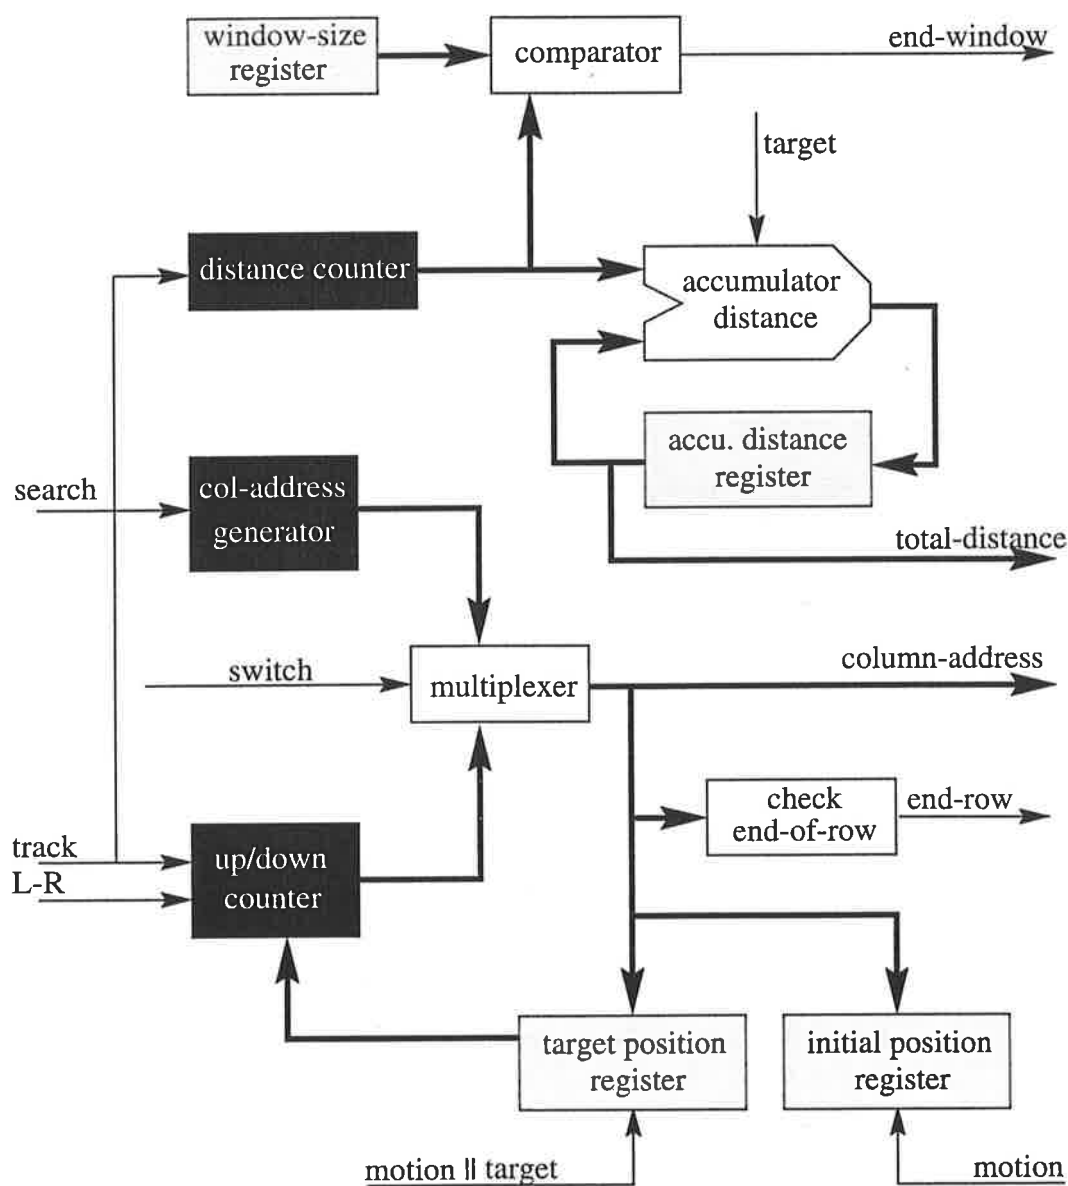 window-size
register
comparator
end-window
target
distance counter
accumulator
distance
accu. distance
register
search
col-address
generator
total-distance
switch
multiplexer
column-address
check
end-of-row
end-row
track
L-R
up/down
counter
target position
register
initial position
register
motion || target
motion